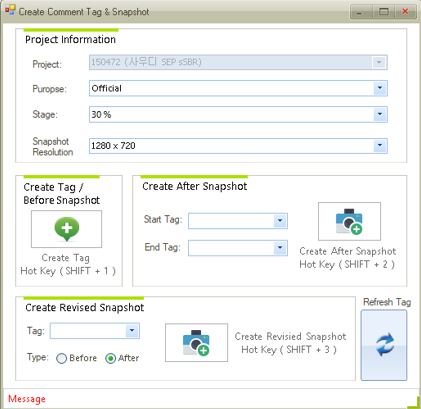 Create Comment Tag & Snapshot
Project Information
Project:
150472 (사우디 SEP sSBR)
Puropse:
Official
Stage:
30 %
Snapshot
Resolution
1280 x 720
Create Tag /
Before Snapshot
Create Tag
Hot Key ( SHIFT + 1 )
Create After Snapshot
Start Tag:
End Tag:
Create After Snapshot
Hot Key ( SHIFT + 2 )
Create Revised Snapshot
Tag:
Type:
Before
After
Create Revisied Snapshot
Hot Key ( SHIFT + 3 )
Refresh Tag
Message